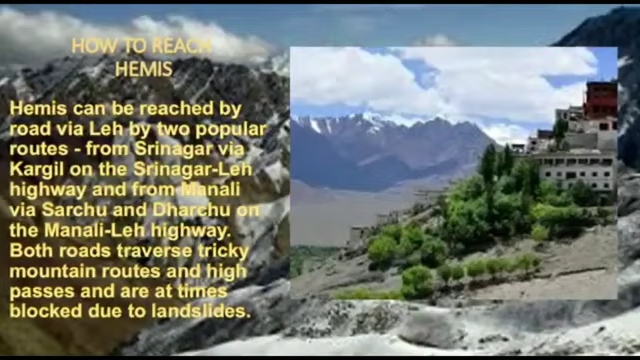 HOW TO REACH
HEMIS
Hemis can be reached by
road via Leh by two popular
routes - from Srinagar via
Kargil on the Srinagar-Leh
highway and from Manali
via Sarchu and Dharchu on
the Manali-Leh highway.
Both roads traverse tricky
mountain routes and high
passes and are at times
blocked due to landslides.